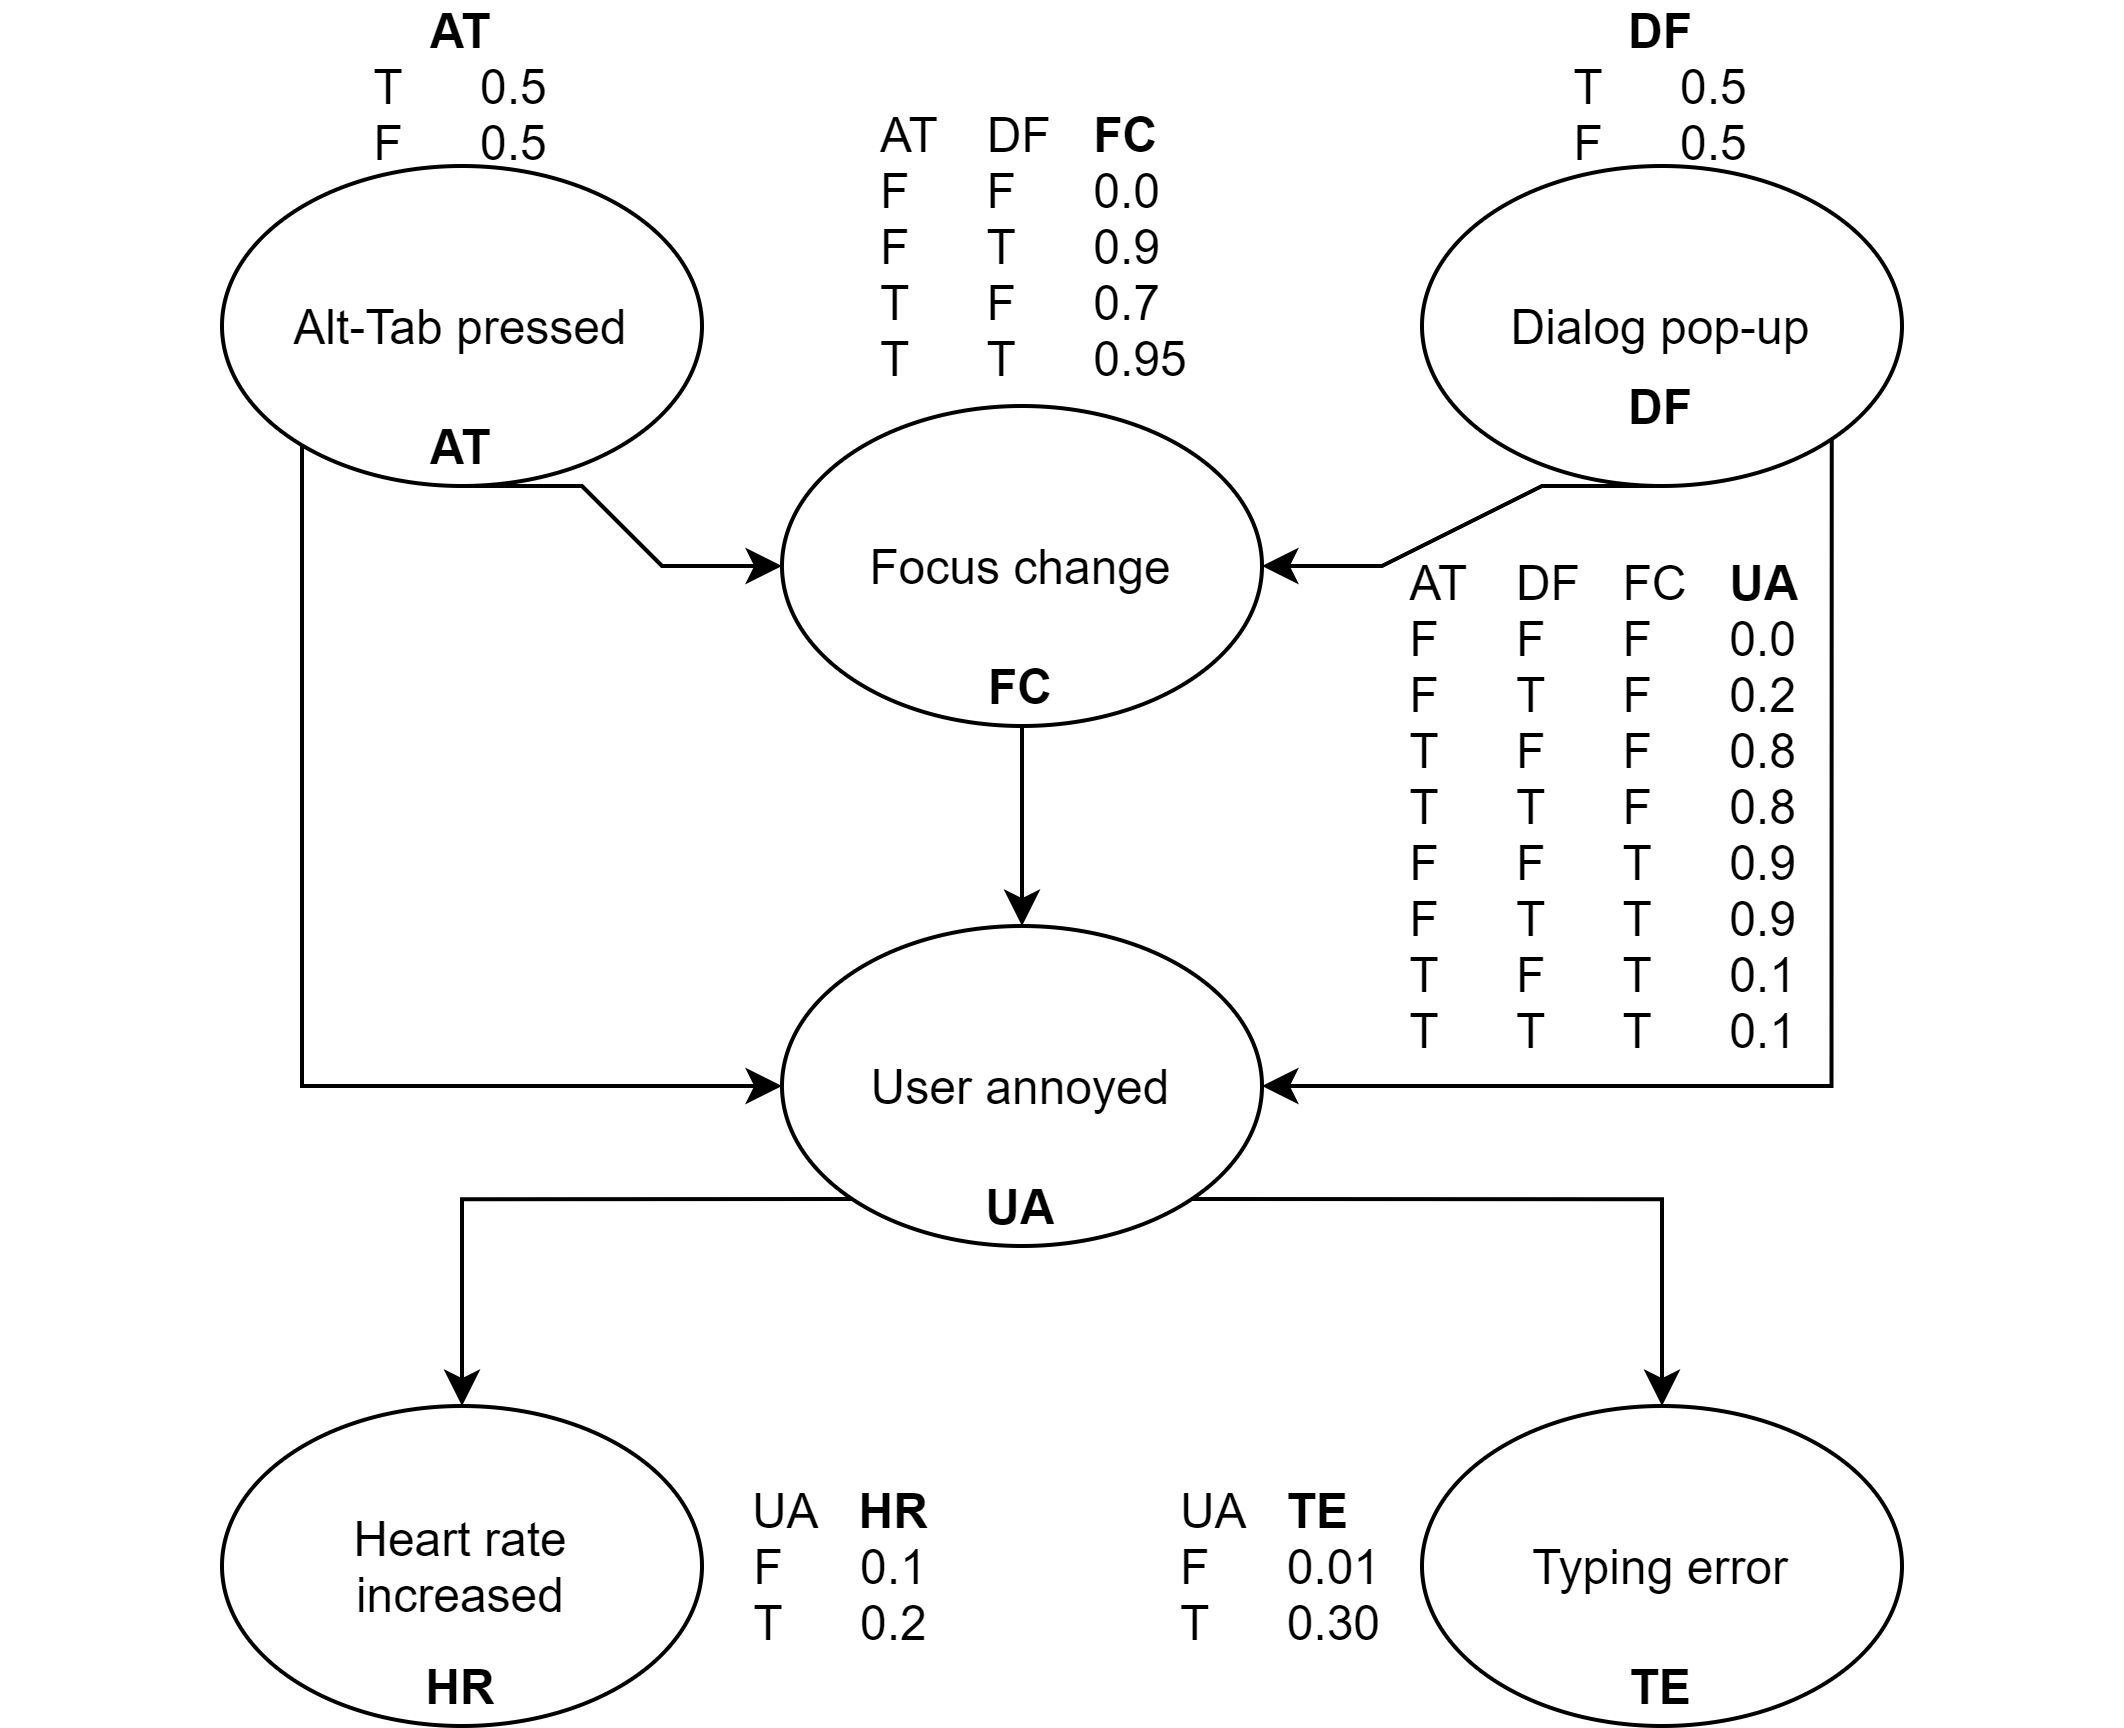 AT
T 0.5
F 0.5
DF
T 0.5
F 0.5
AT DF FC
F F 0.0
F T 0.9
T F 0.7
T T 0.95
Alt-Tab pressed
AT
Dialog pop-up
DF
Focus change
FC
AT DF FC UA
F F F 0.0
F T F 0.2
T F F 0.8
T T F 0.8
F F T 0.9
F T T 0.9
T F T 0.1
T T T 0.1
User annoyed
UA
Heart rate
increased
HR
UA HR
F 0.1
T 0.2
UA TE
F 0.01
T 0.30
Typing error
TE